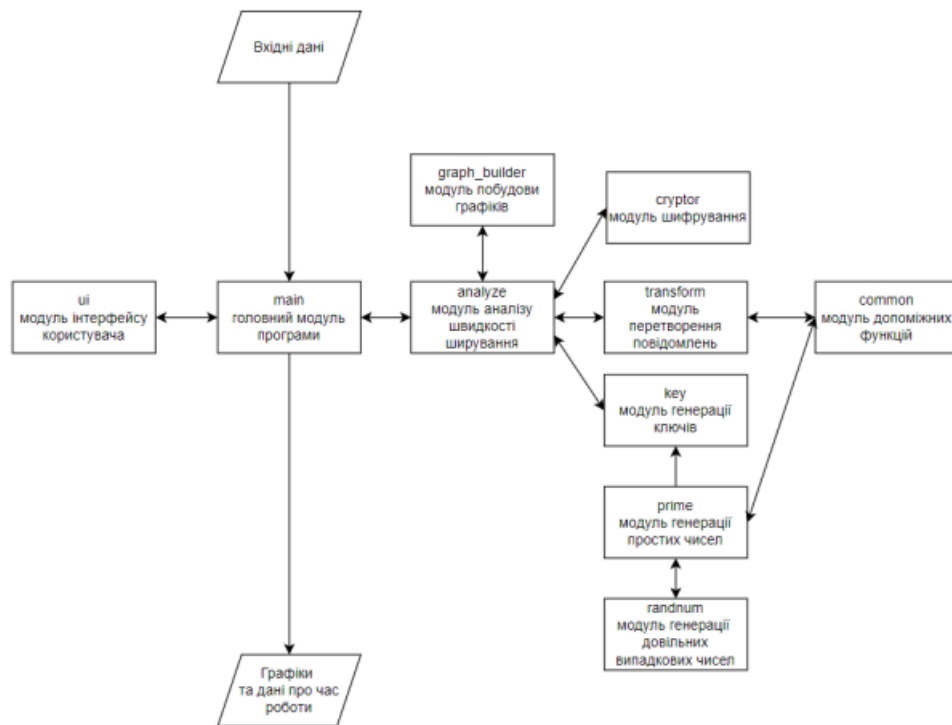 Вхідні дані
graph_builder
модуль побудови
графіків
cryptor
модуль шифрування
ui
модуль інтерфейсу
користувача
main
головний модуль
програми
analyze
модуль аналізу
швидкості
ширування
transform
модуль
перетворення
повідомлень
common
модуль допоміжних
функцій
key
модуль генерації
ключів
prime
модуль генерації
простих чисел
randnum
модуль генерації
довільних
випадкових чисел
Графіки
та дані про час
роботи